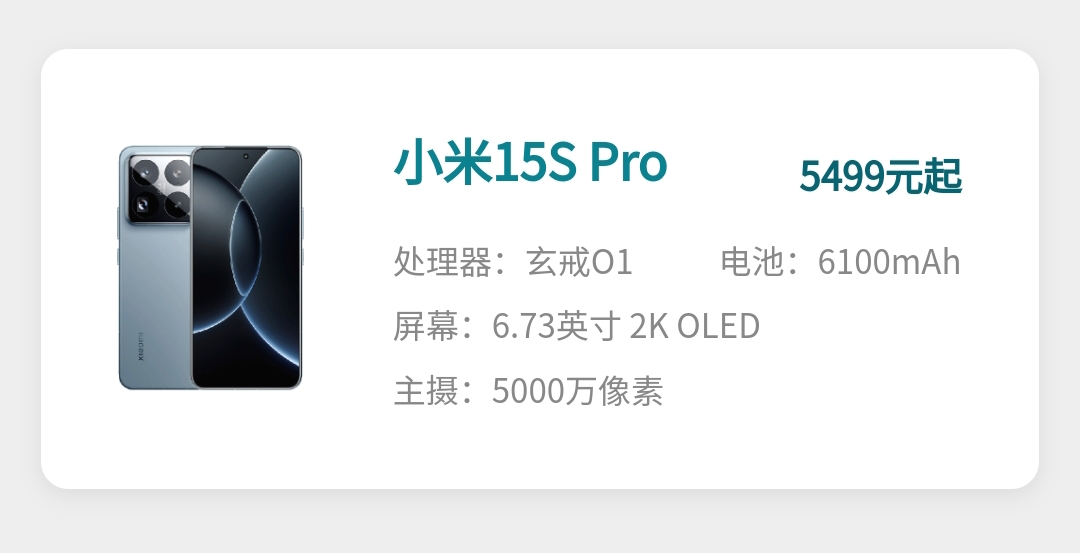 小米15S Pro
5499元起
处理器：玄戒O1
电池：6100mAh
屏幕：6.73英寸 2K OLED
主摄：5000万像素
XIAOMI